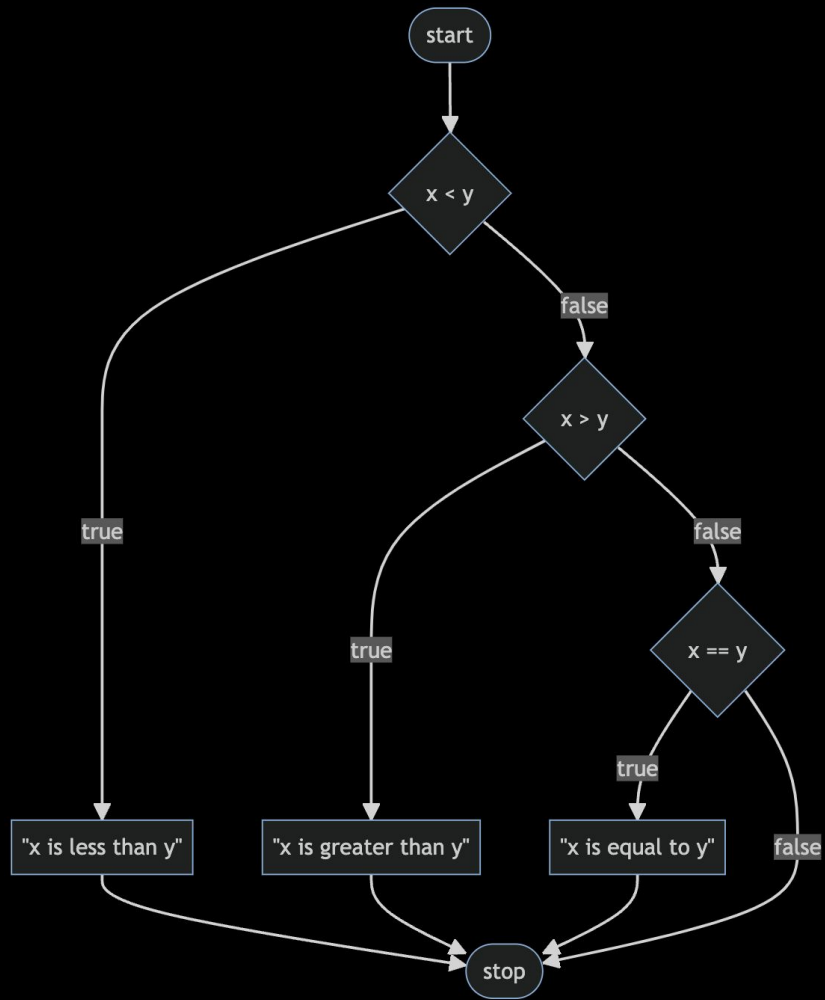 start
x < y
false
x > y
true
false
true
x == y
true
"x is less than y"
"x is greater than y"
"x is equal to y"
false
stop